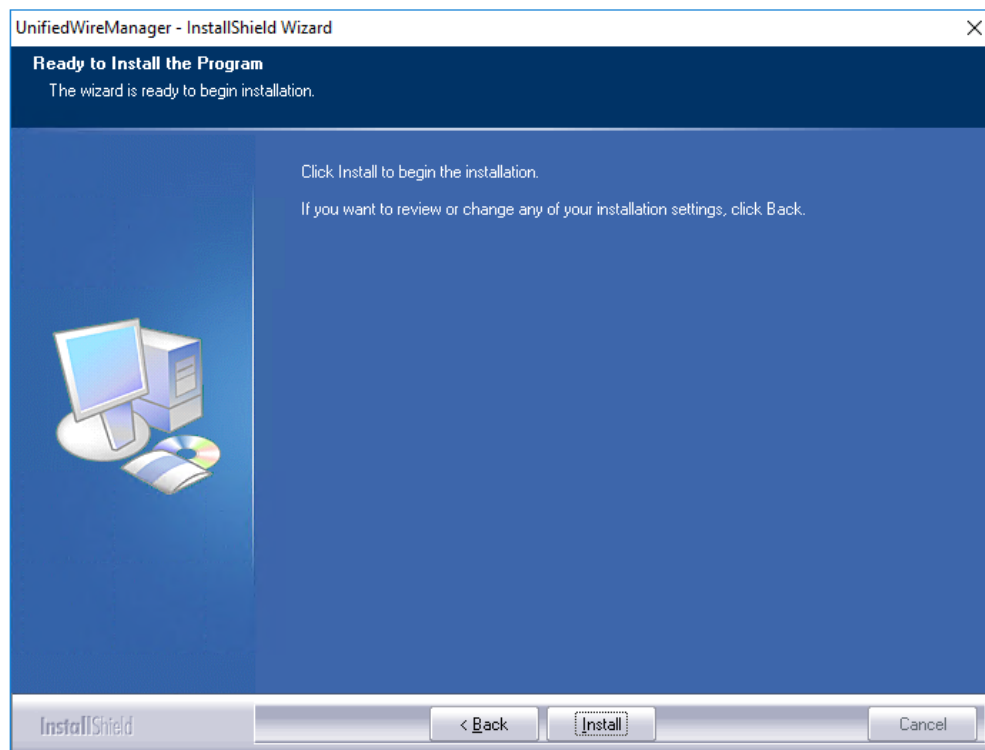 UnifiedWireManager - InstallShield Wizard
Ready to Install the Program
The wizard is ready to begin installation.
Click Install to begin the installation.
If you want to review or change any of your installation settings, click Back.
InstallShield
< Back
Install
Cancel